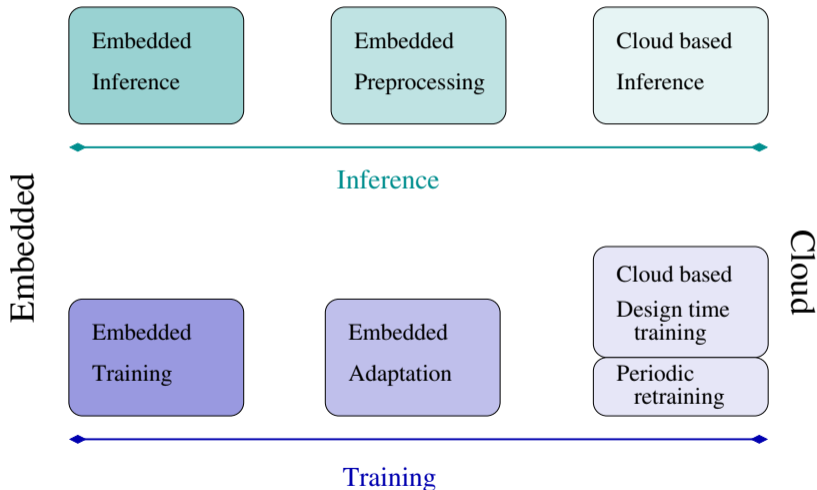 Embedded
Inference
Embedded
Preprocessing
Cloud based
Inference
Inference
Embedded
Cloud
Embedded
Training
Embedded
Adaptation
Cloud based
Design time
training
Periodic
retraining
Training